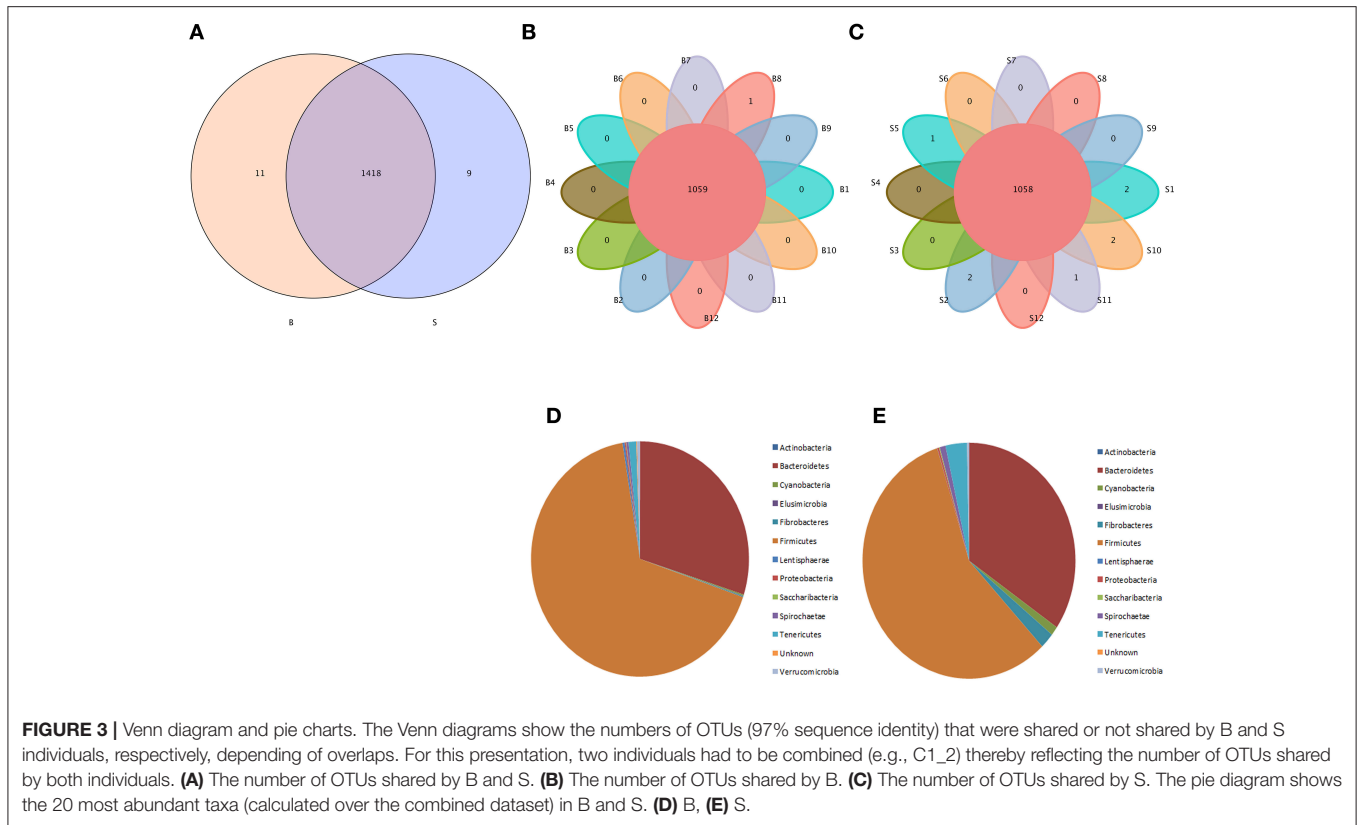 A
B
C
11
1418
9
B
S
B7
B6
B8
0
0
1
B5
B9
0
0
B4
B1
0
1059
0
B3
B10
0
0
B2
B11
0
0
0
B12
S7
S6
S8
0
0
0
S5
S9
1
0
S4
S1
0
1058
2
S3
S10
0
2
S2
S11
2
1
0
S12
D
E
Actinobacteria
Bacteroidetes
Cyanobacteria
Elusimicrobia
Fibrobacteres
Firmicutes
Lentisphaerae
Proteobacteria
Saccharibacteria
Spirochaetae
Tenericutes
Unknown
Verrucomicrobia
Actinobacteria
Bacteroidetes
Cyanobacteria
Elusimicrobia
Fibrobacteres
Firmicutes
Lentisphaerae
Proteobacteria
Saccharibacteria
Spirochaetae
Tenericutes
Unknown
Verrucomicrobia
FIGURE 3 | Venn diagram and pie charts. The Venn diagrams show the numbers of OTUs (97% sequence identity) that were shared or not shared by B and S
individuals, respectively, depending of overlaps. For this presentation, two individuals had to be combined (e.g., C1_2) thereby reflecting the number of OTUs shared
by both individuals. (A) The number of OTUs shared by B and S. (B) The number of OTUs shared by B. (C) The number of OTUs shared by S. The pie diagram shows
the 20 most abundant taxa (calculated over the combined dataset) in B and S. (D) B, (E) S.